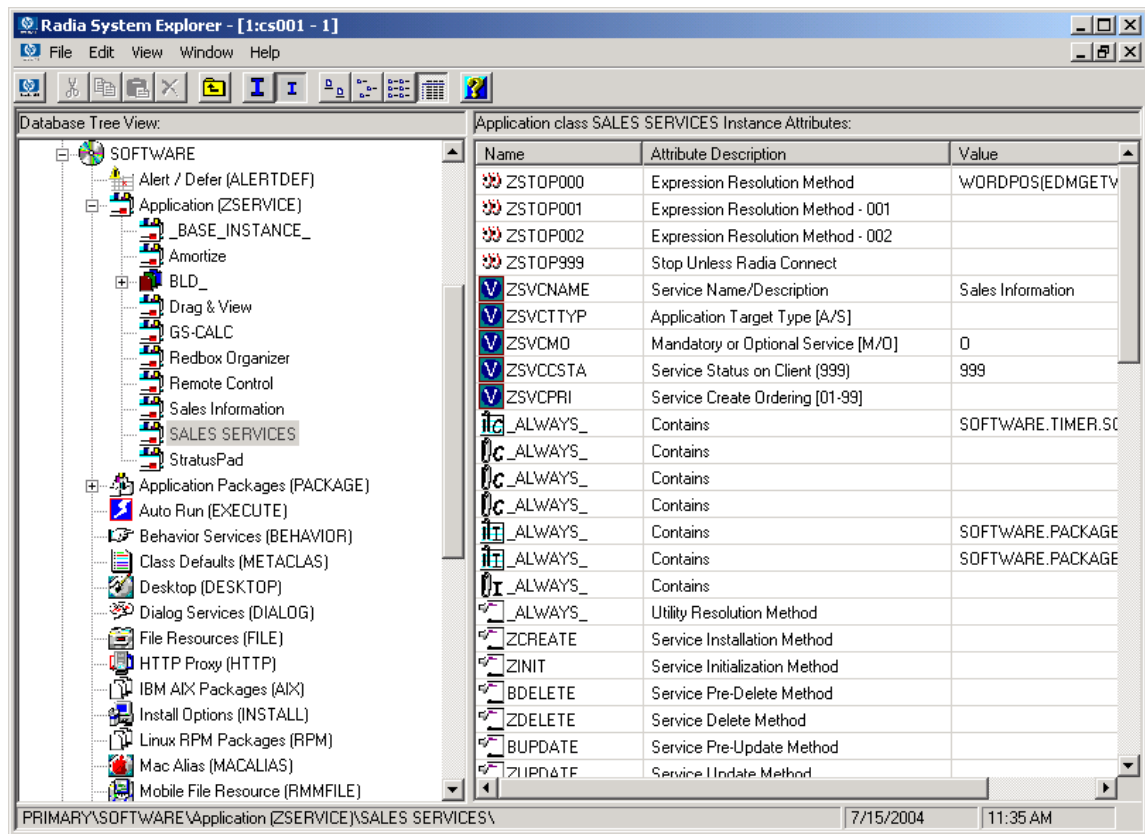 Radia System Explorer - [1:cs001 - 1]
File Edit View Window Help
Database Tree View:
SOFTWARE
Alert / Defer (ALERTDEF)
Application (ZSERVICE)
_BASE_INSTANCE_
Amortize
BLD_
Drag & View
GS-CALC
Redbox Organizer
Remote Control
Sales Information
SALES SERVICES
StratusPad
Application Packages (PACKAGE)
Auto Run (EXECUTE)
Behavior Services (BEHAVIOR)
Class Defaults (METACLAS)
Desktop (DESKTOP)
Dialog Services (DIALOG)
File Resources (FILE)
HTTP Proxy (HTTP)
IBM AIX Packages (AIX)
Install Options (INSTALL)
Linux RPM Packages (RPM)
Mac Alias (MACALIAS)
Mobile File Resource (RMMFILE)
Application class SALES SERVICES Instance Attributes:
Name Attribute Description Value
ZSTOP000 Expression Resolution Method WORDPOS(EDMGETV
ZSTOP001 Expression Resolution Method - 001
ZSTOP002 Expression Resolution Method - 002
ZSTOP999 Stop Unless Radia Connect
V ZSVCNAME Service Name/Description Sales Information
V ZSVCTTYP Application Target Type [A/S]
V ZSVCMO Mandatory or Optional Service [M/O] O
V ZSVCCSTA Service Status on Client (999) 999
V ZSVCPRI Service Create Ordering [01-99]
_ALWAYS_ Contains SOFTWARE.TIMER.SO
_ALWAYS_ Contains
_ALWAYS_ Contains
_ALWAYS_ Contains
_ALWAYS_ Contains SOFTWARE.PACKAGE
_ALWAYS_ Contains SOFTWARE.PACKAGE
_ALWAYS_ Contains
_ALWAYS_ Utility Resolution Method
ZCREATE Service Installation Method
ZINIT Service Initialization Method
BDELETE Service Pre-Delete Method
ZDELETE Service Delete Method
BUPDATE Service Pre-Update Method
ZUPDATE Service Update Method
PRIMARY\SOFTWARE\Application (ZSERVICE)\SALES SERVICES\ 7/15/2004 11:35 AM